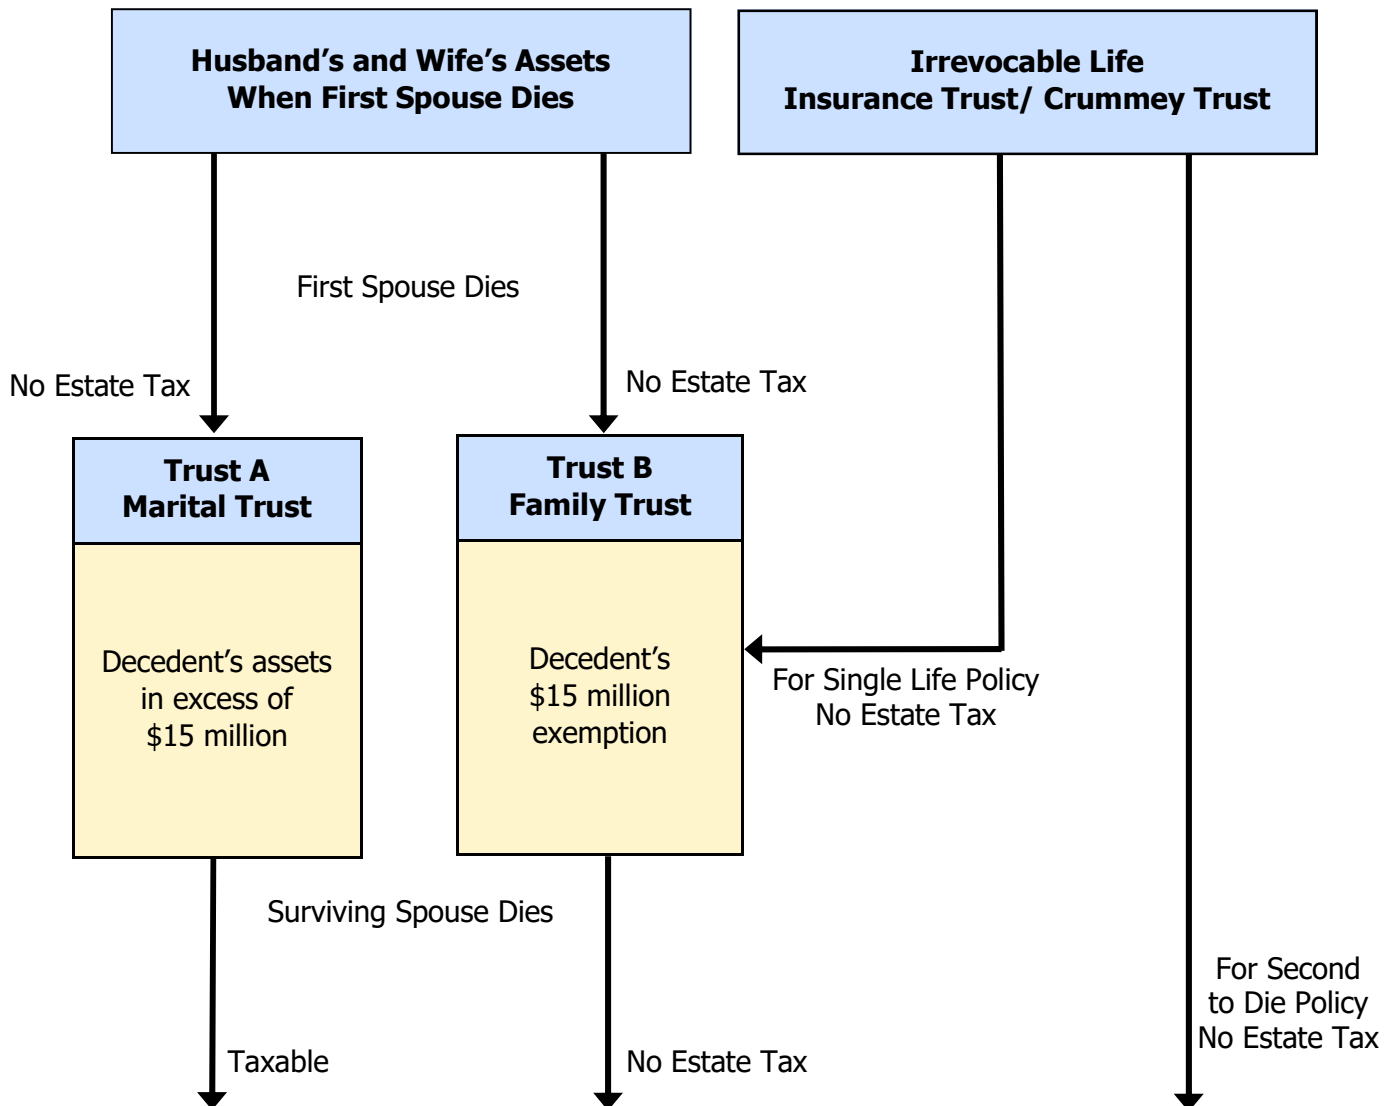 Husband’s and Wife’s Assets
When First Spouse Dies
Irrevocable Life
Insurance Trust/ Crummey Trust
First Spouse Dies
No Estate Tax
No Estate Tax
Trust A
Marital Trust
Trust B
Family Trust
Decedent’s assets
in excess of
$15 million
Decedent’s
$15 million
exemption
For Single Life Policy
No Estate Tax
Surviving Spouse Dies
For Second
to Die Policy
No Estate Tax
Taxable
No Estate Tax